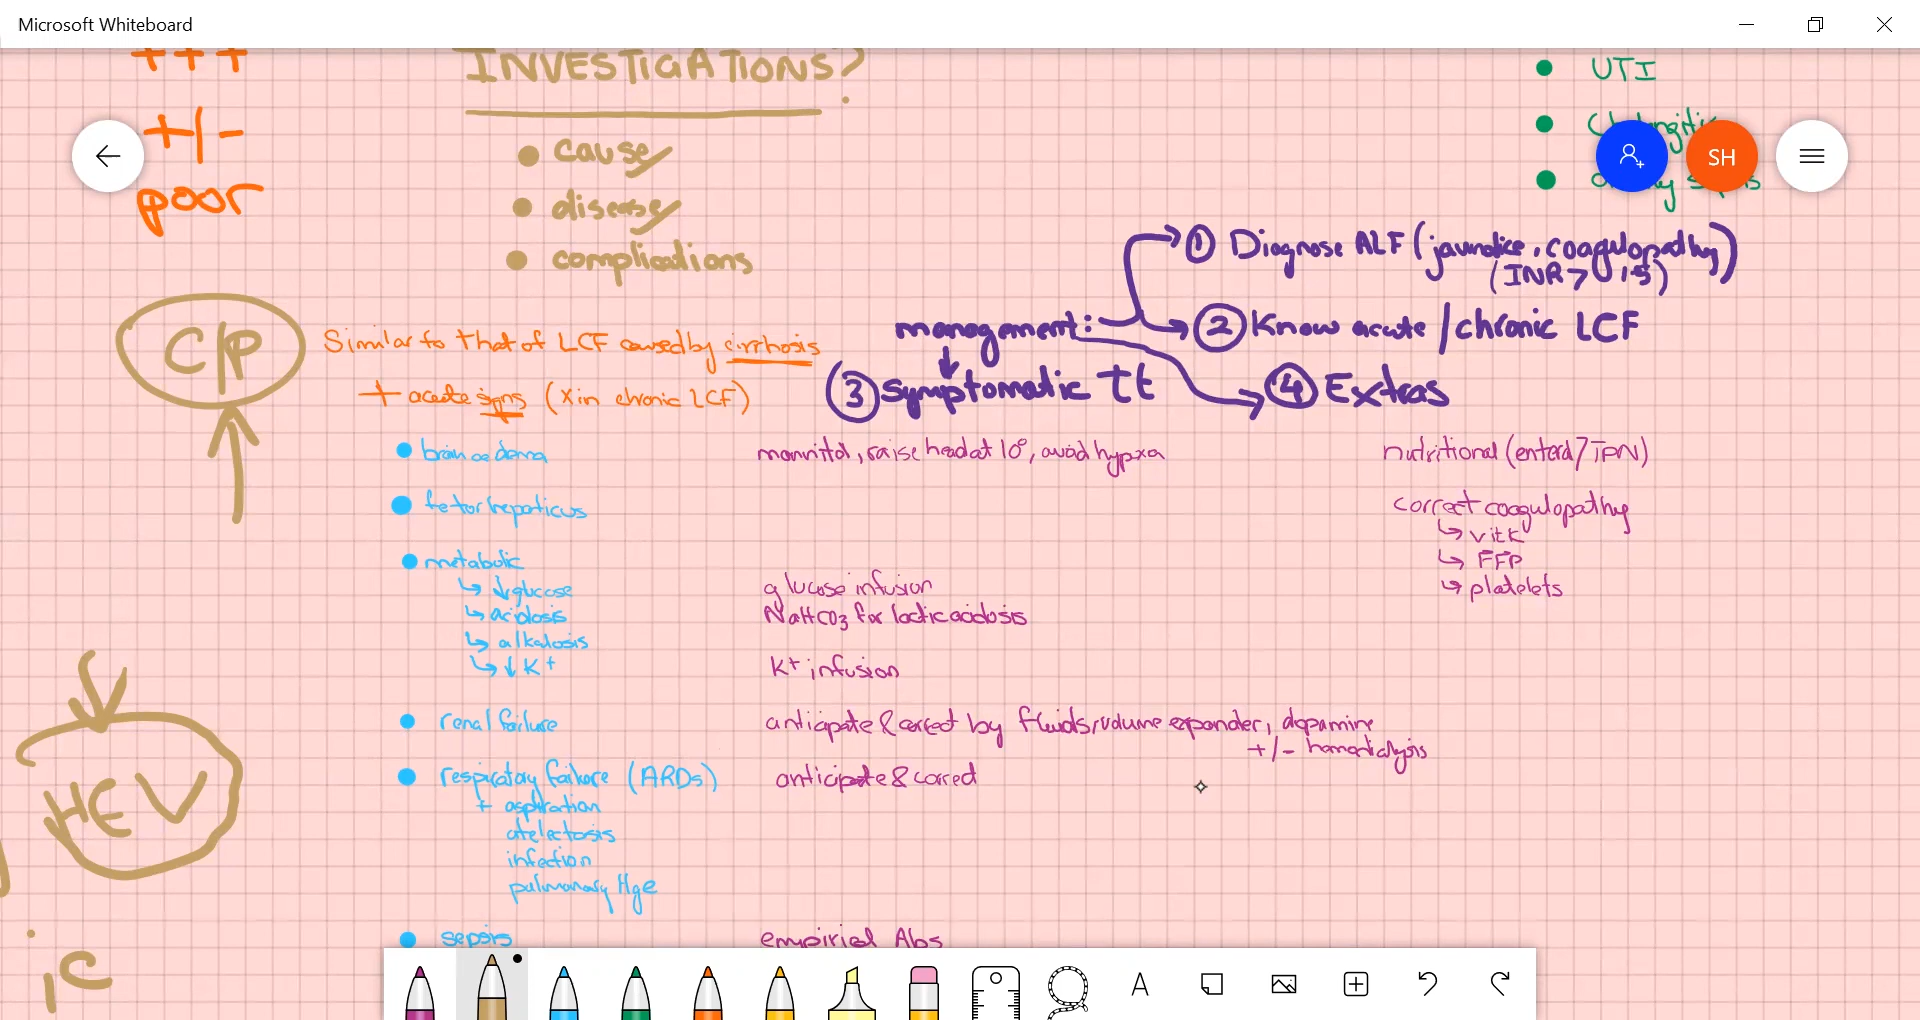 Microsoft Whiteboard
+++
+/-
poor
INVESTIGATIONS?
cause
disease
complications
UTI
C/P
Similar to that of LCF caused by cirrhosis
+ acute signs (X in chronic LCF)
management:
① Diagnose ALF (jaundice, coagulopathy)
(INR > 1.5)
② Know acute / chronic LCF
③ Symptomatic Tt
④ Extras
brain oedema
mannitol, raise head at 10°, avoid hypoxia
nutritional (enteral / TPN)
fetor hepaticus
correct coagulopathy
↳ vit K
↳ FFP
↳ platelets
metabolic
↳ ↓glucose
glucose infusion
↳ acidosis
NaHCO3 for lactic acidosis
↳ alkalosis
↳ ↓ K+
K+ infusion
renal failure
anticipate & correct by fluids/volume expander, dopamine
+/- hemodialysis
respiratory failure (ARDs)
anticipate & correct
+ aspiration
atelectasis
infection
pulmonary Hge
HEV
sepsis
empirical Abs
ic
SH